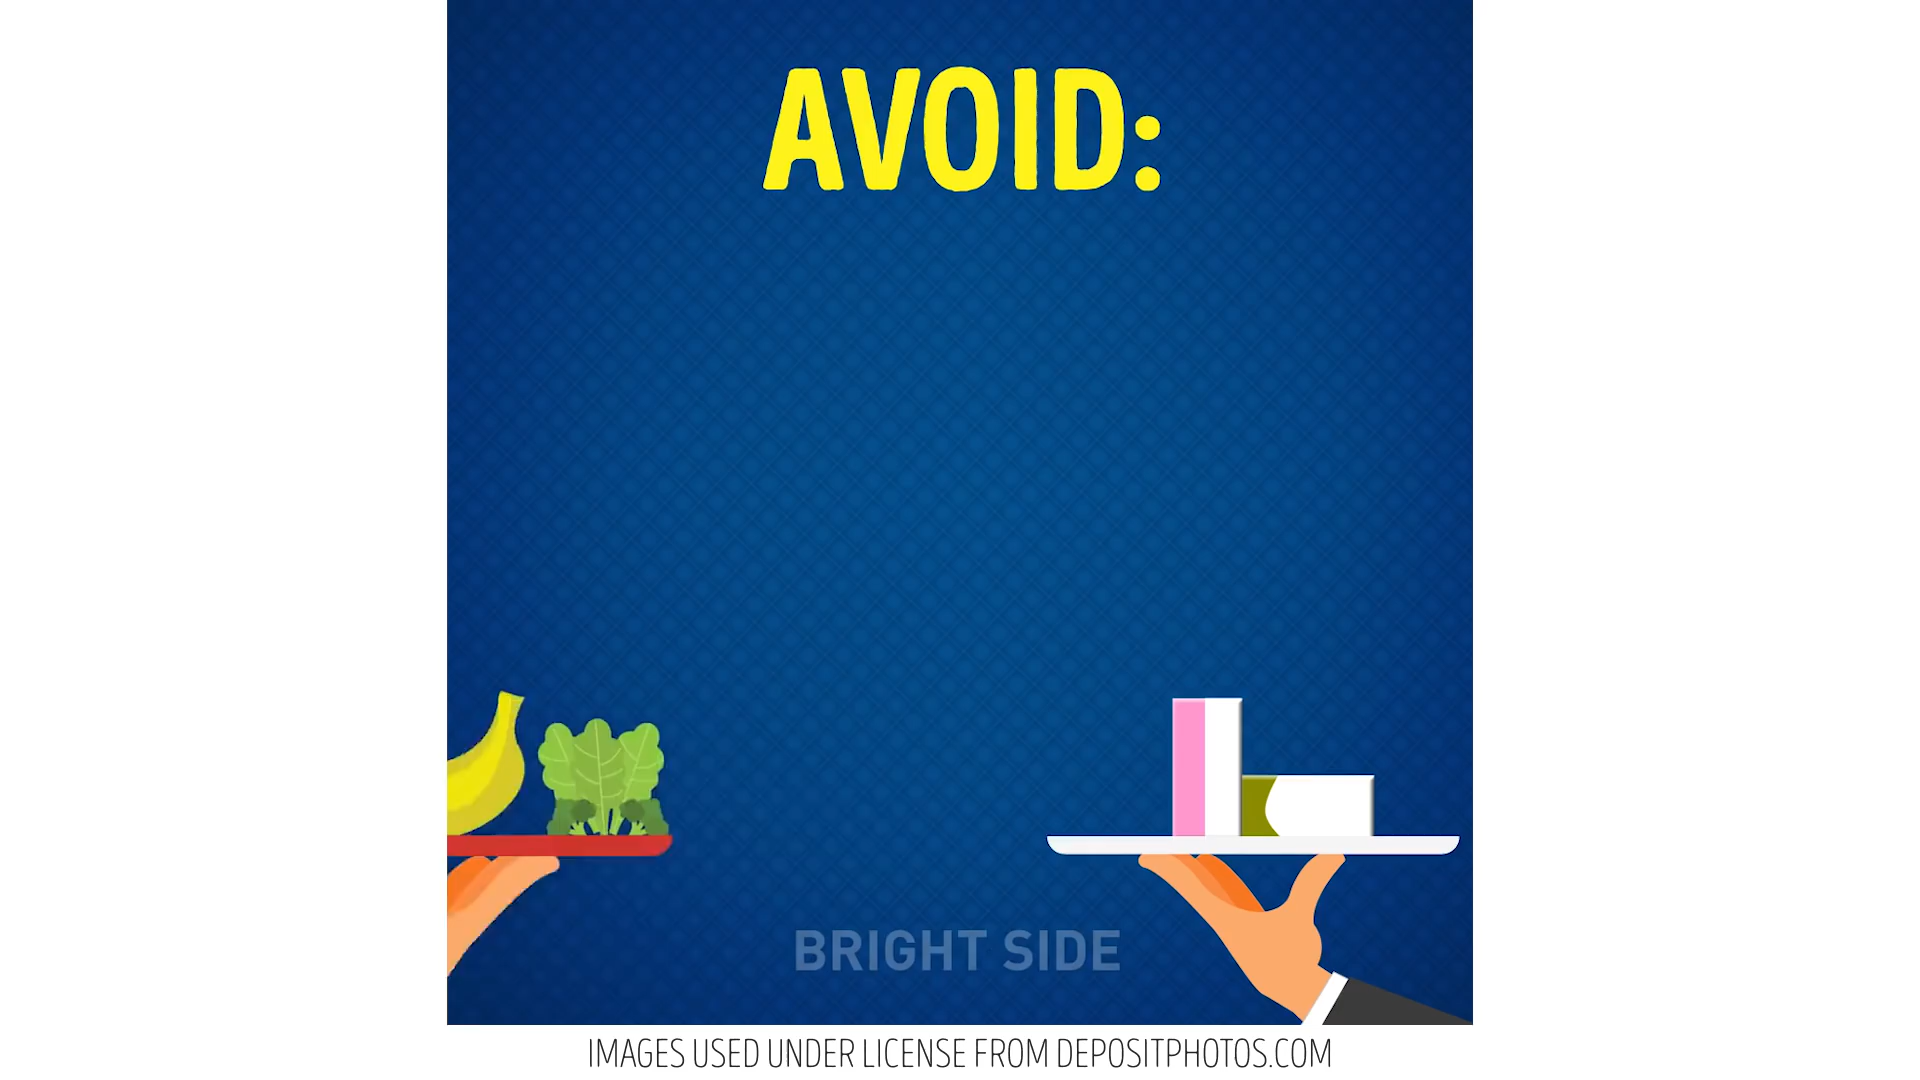 AVOID:
BRIGHT SIDE
IMAGES USED UNDER LICENSE FROM DEPOSITPHOTOS.COM